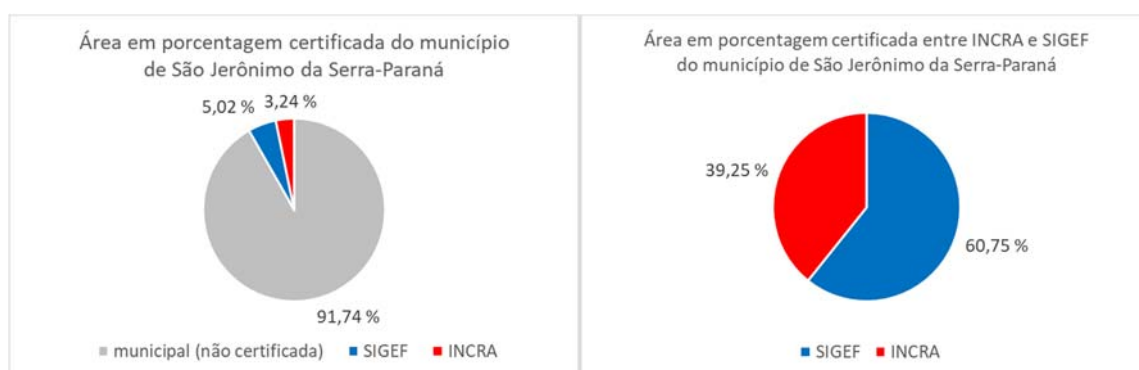 Área em porcentagem certificada do município
de São Jerônimo da Serra-Paraná
5,02 %
3,24 %
91,74 %
municipal (não certificada) SIGEF INCRA
Área em porcentagem certificada entre INCRA e SIGEF
do município de São Jerônimo da Serra-Paraná
39,25 %
60,75 %
SIGEF INCRA